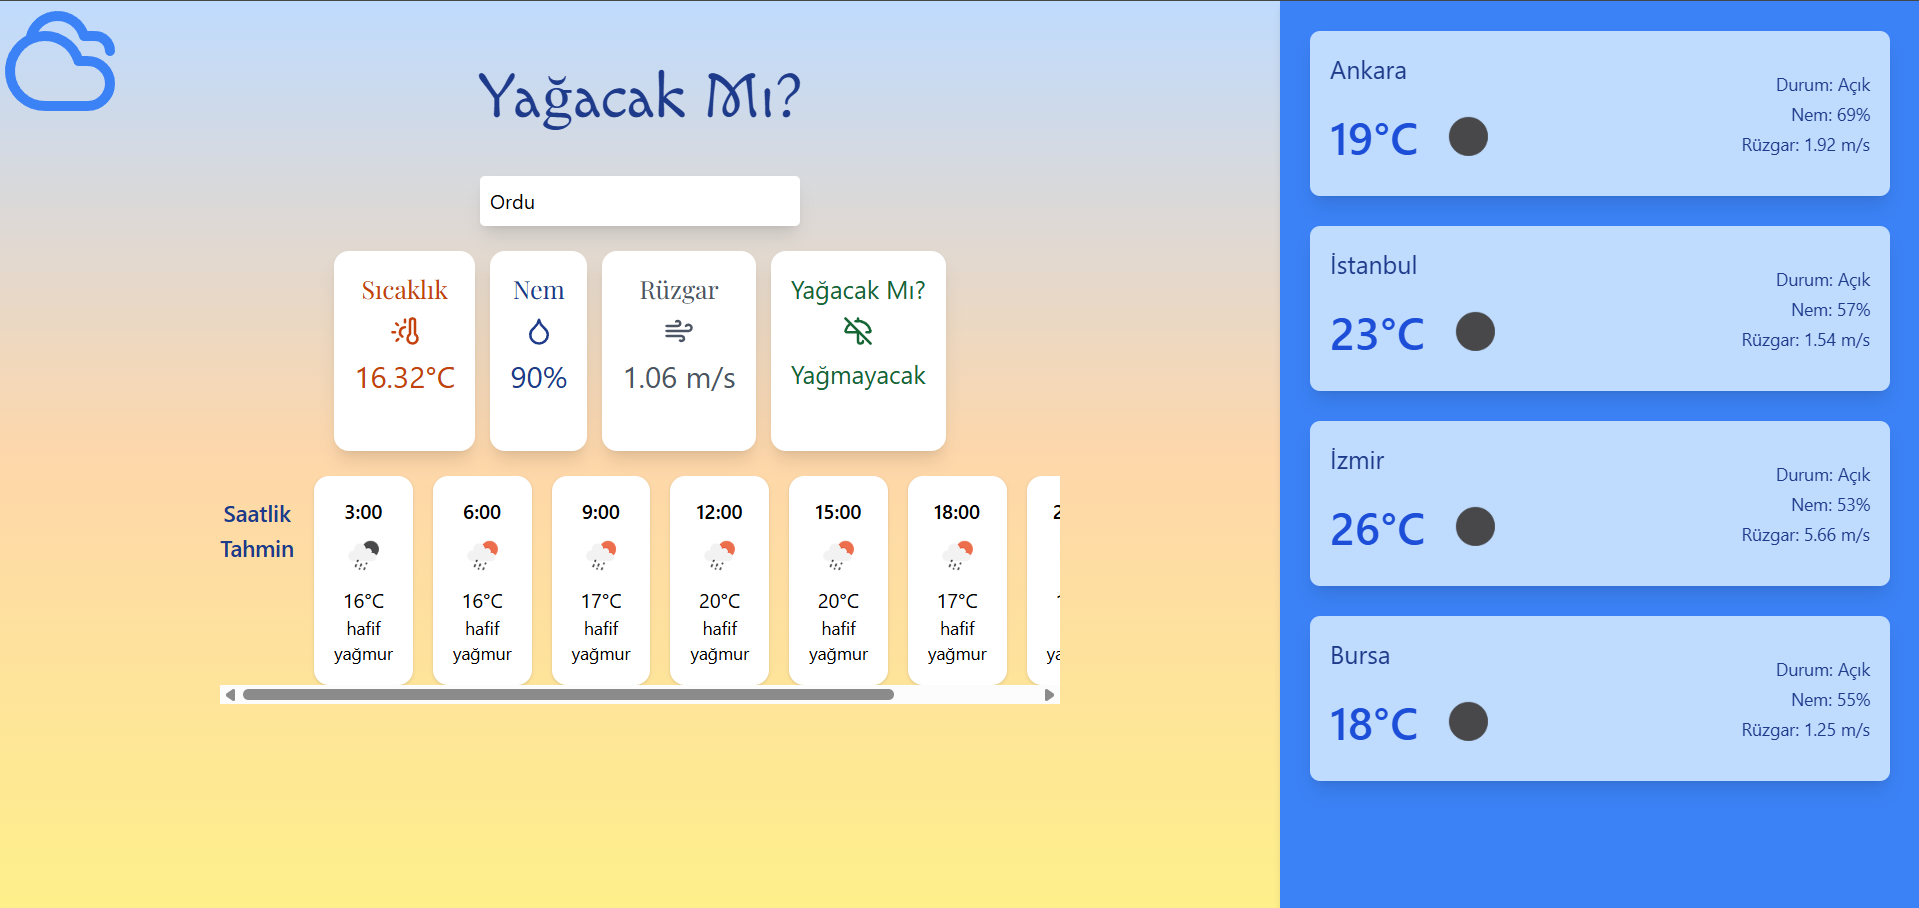 Yağacak Mı?
Ordu
Sıcaklık
16.32°C
Nem
90%
Rüzgar
1.06 m/s
Yağacak Mı?
Yağmayacak
Saatlik
Tahmin
3:00
16°C
hafif
yağmur
6:00
16°C
hafif
yağmur
9:00
17°C
hafif
yağmur
12:00
20°C
hafif
yağmur
15:00
20°C
hafif
yağmur
18:00
17°C
hafif
yağmur
Ankara
19°C
Durum: Açık
Nem: 69%
Rüzgar: 1.92 m/s
İstanbul
23°C
Durum: Açık
Nem: 57%
Rüzgar: 1.54 m/s
İzmir
26°C
Durum: Açık
Nem: 53%
Rüzgar: 5.66 m/s
Bursa
18°C
Durum: Açık
Nem: 55%
Rüzgar: 1.25 m/s